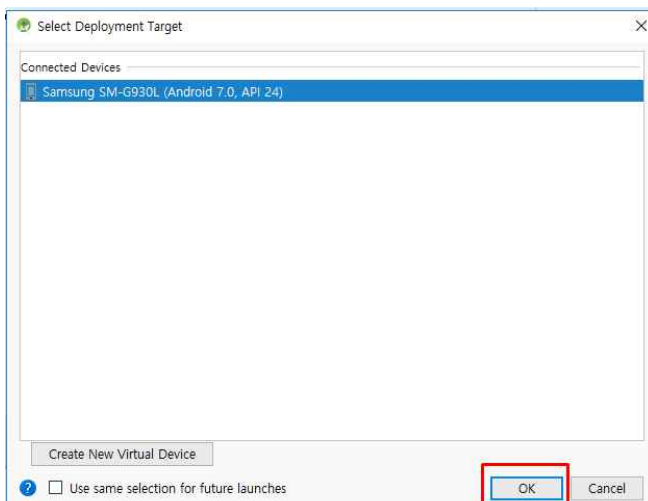 Select Deployment Target
Connected Devices
Samsung SM-G930L (Android 7.0, API 24)
Create New Virtual Device
? Use same selection for future launches
OK Cancel